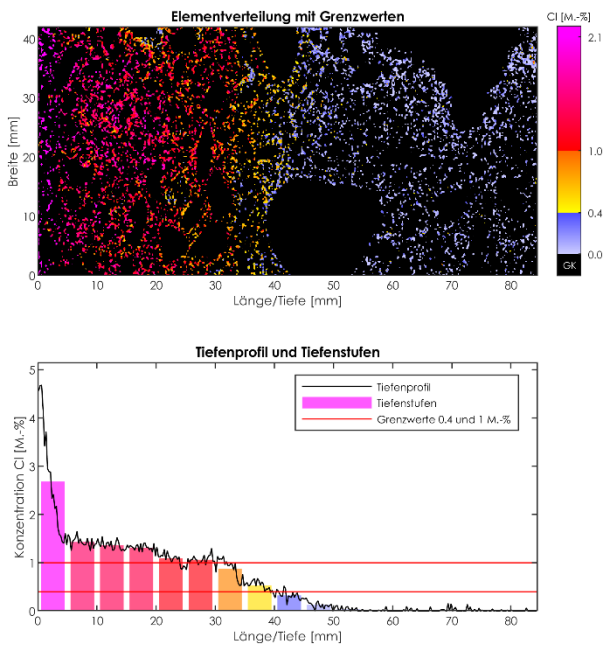 Elementverteilung mit Grenzwerten
Cl [M.-%]
40
30
20
10
0
Breite [mm]
0 10 20 30 40 50 60 70 80
Länge/Tiefe [mm]
2.1
1.0
0.4
0.0
GK
Tiefenprofil und Tiefenstufen
5
4
3
2
1
0
Konzentration Cl [M.-%]
Tiefenprofil
Tiefenstufen
Grenzwerte 0.4 und 1 M.-%
0 10 20 30 40 50 60 70 80
Länge/Tiefe [mm]